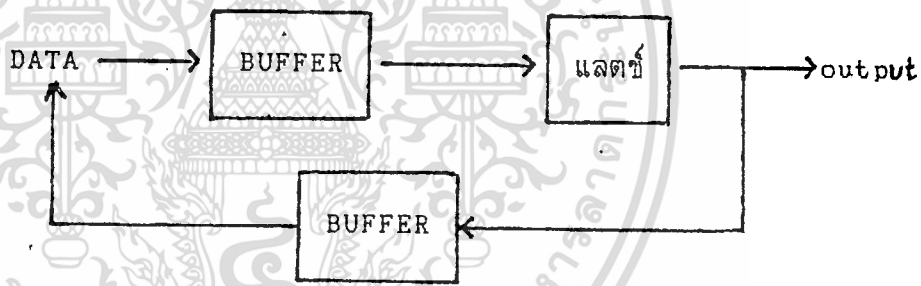 DATA
BUFFER
แลตช์
output
BUFFER